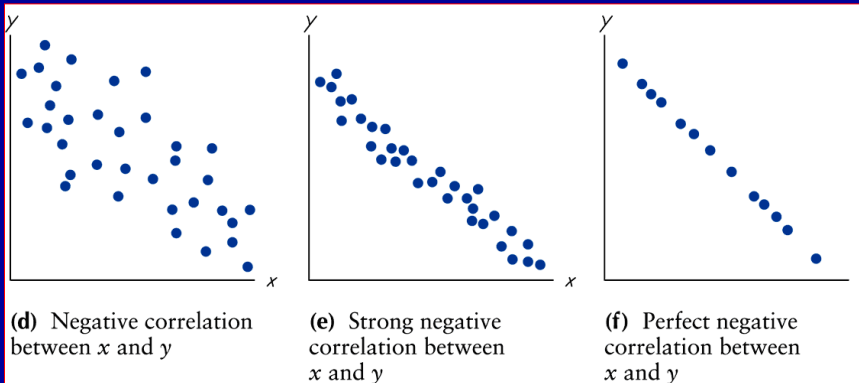 y
y
y
x
x
(d) Negative correlation
between x and y
(e) Strong negative
correlation between
x and y
(f) Perfect negative
correlation between
x and y